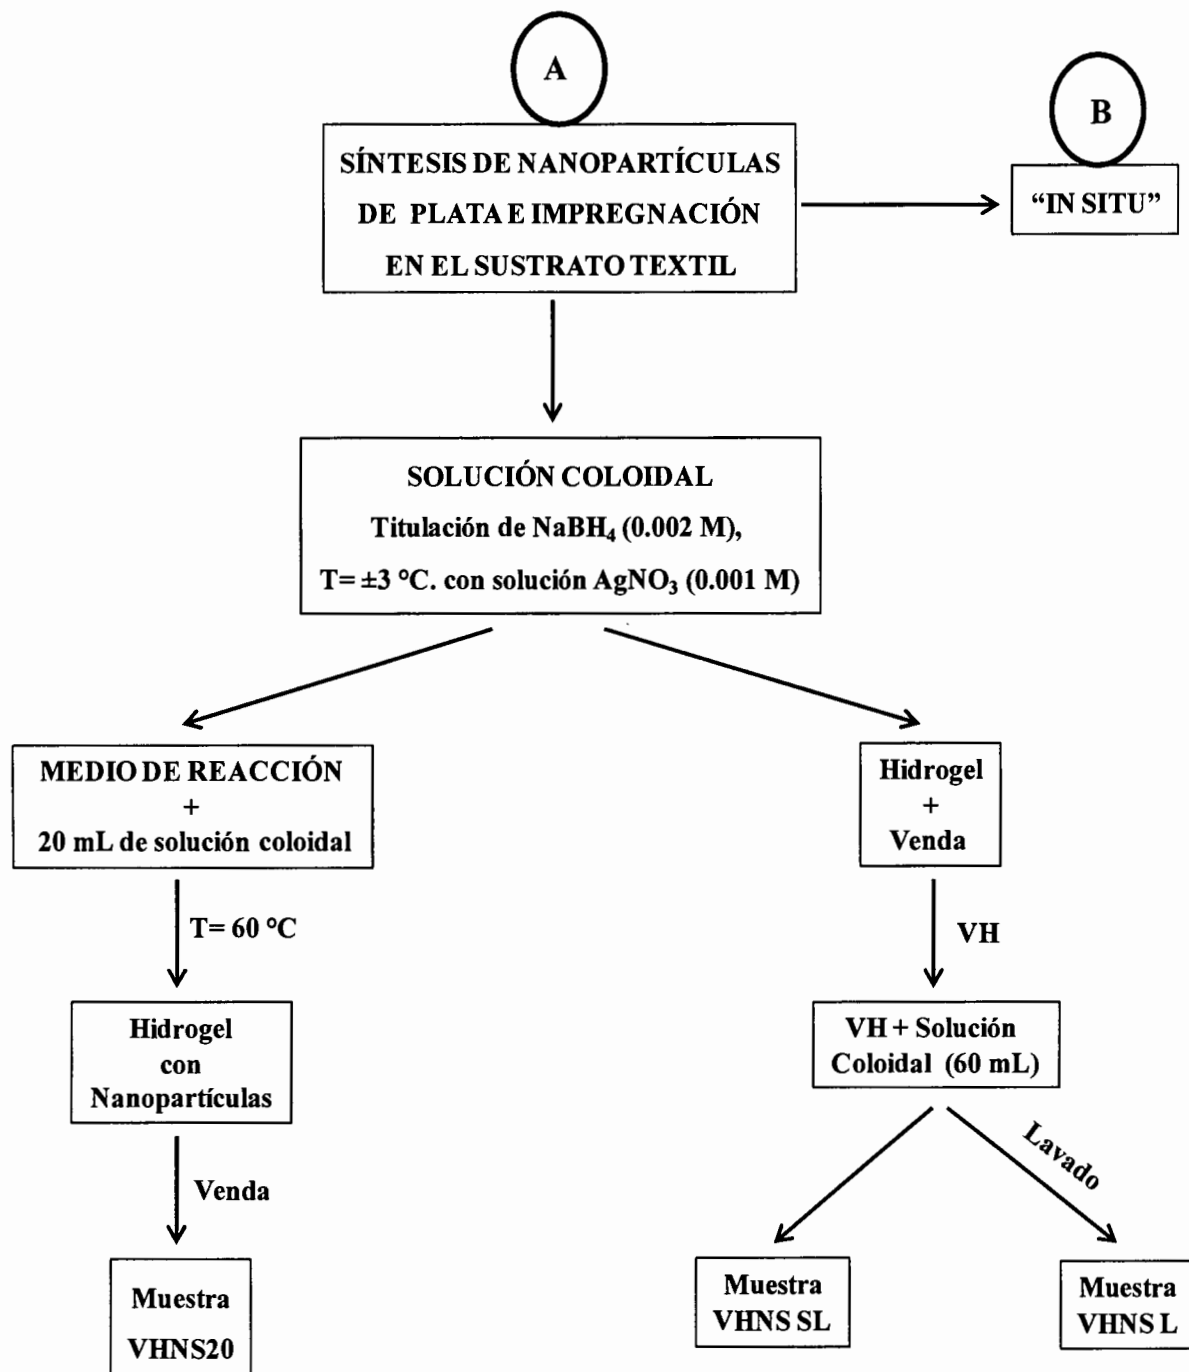 A
B
SÍNTESIS DE NANOPARTÍCULAS
DE PLATA E IMPREGNACIÓN
EN EL SUSTRATO TEXTIL
“IN SITU”
SOLUCIÓN COLOIDAL
Titulación de NaBH₄ (0.002 M),
T= ±3 °C. con solución AgNO₃ (0.001 M)
MEDIO DE REACCIÓN
+
20 mL de solución coloidal
T= 60 °C
Hidrogel
con
Nanopartículas
Venda
Muestra
VHNS20
Hidrogel
+
Venda
VH
VH + Solución
Coloidal (60 mL)
Lavado
Muestra
VHNS SL
Muestra
VHNS L